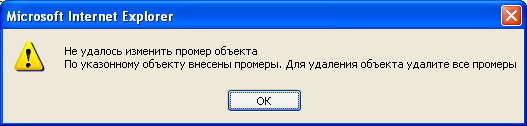 Microsoft Internet Explorer
Не удалось изменить промер объекта
По указонному объекту внесены промеры. Для удаления объекта удалите все промеры
OK